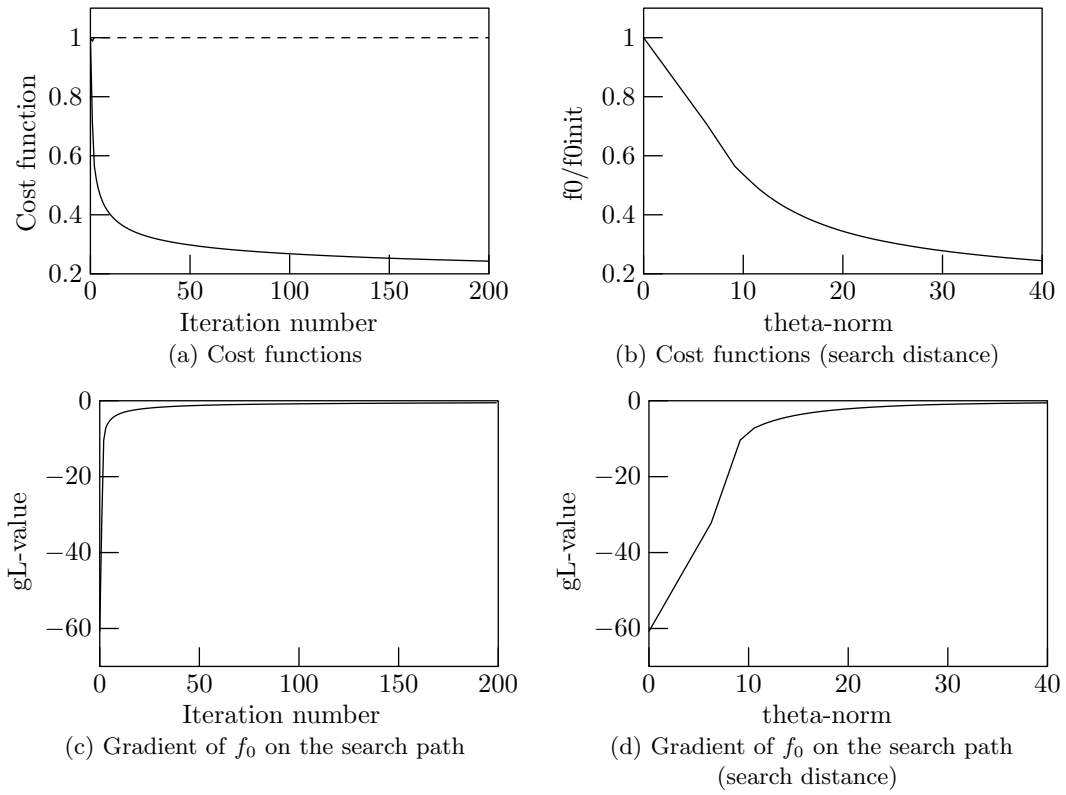 1
0.8
0.6
0.4
0.2
0
50
100
150
200
Cost function
Iteration number
(a) Cost functions
1
0.8
0.6
0.4
0.2
0
10
20
30
40
f0/f0init
theta-norm
(b) Cost functions (search distance)
0
−20
−40
−60
0
50
100
150
200
gL-value
Iteration number
(c) Gradient of f₀ on the search path
0
−20
−40
−60
0
10
20
30
40
gL-value
theta-norm
(d) Gradient of f₀ on the search path
(search distance)